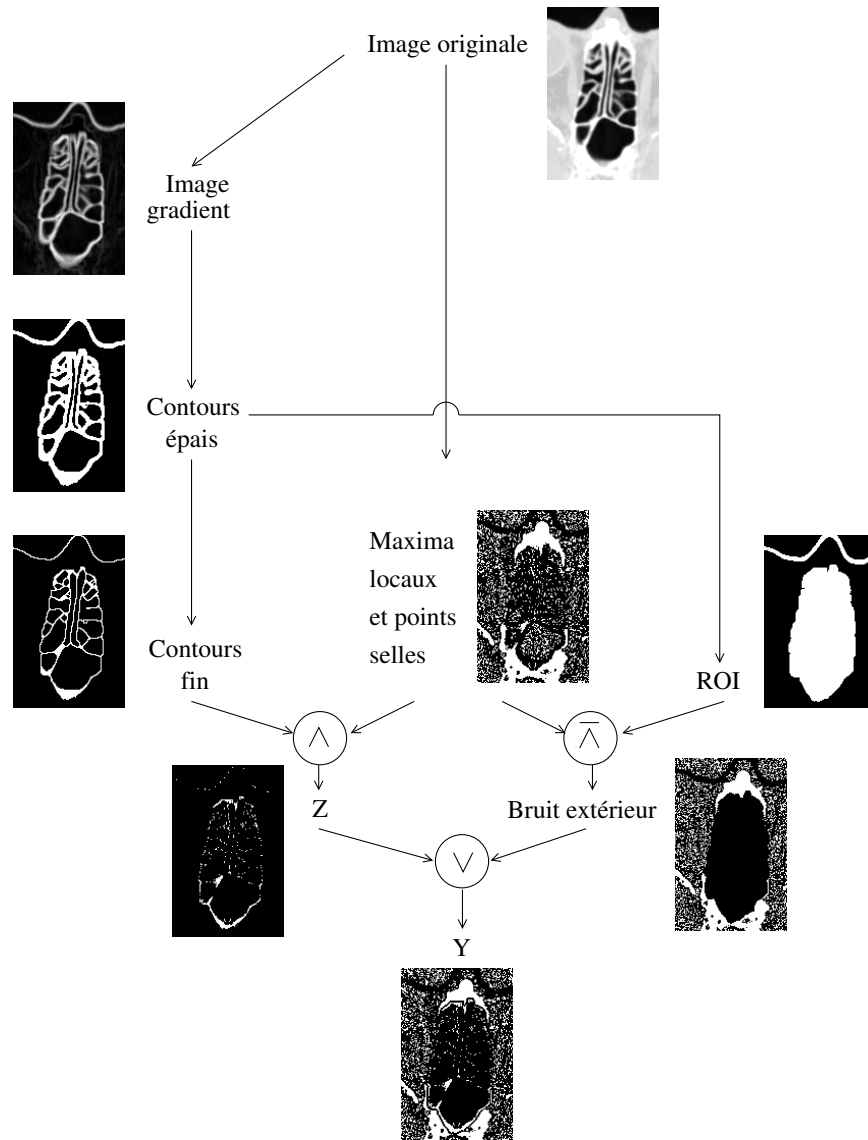 Image originale
Image
gradient
Contours
épais
Maxima
locaux
et points
selles
Contours
fin
ROI
Z
Bruit extérieur
Y